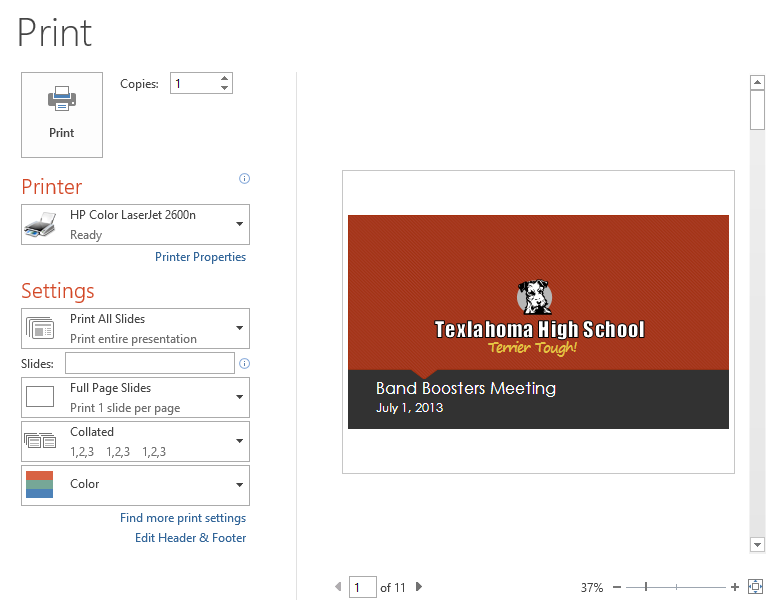 Print
Copies: 1
Print
Printer
HP Color LaserJet 2600n
Ready
Printer Properties
Settings
Print All Slides
Print entire presentation
Slides:
Full Page Slides
Print 1 slide per page
Collated
1,2,3 1,2,3 1,2,3
Color
Find more print settings
Edit Header & Footer
Texlahoma High School
Terrier Tough!
Band Boosters Meeting
July 1, 2013
1 of 11
37%